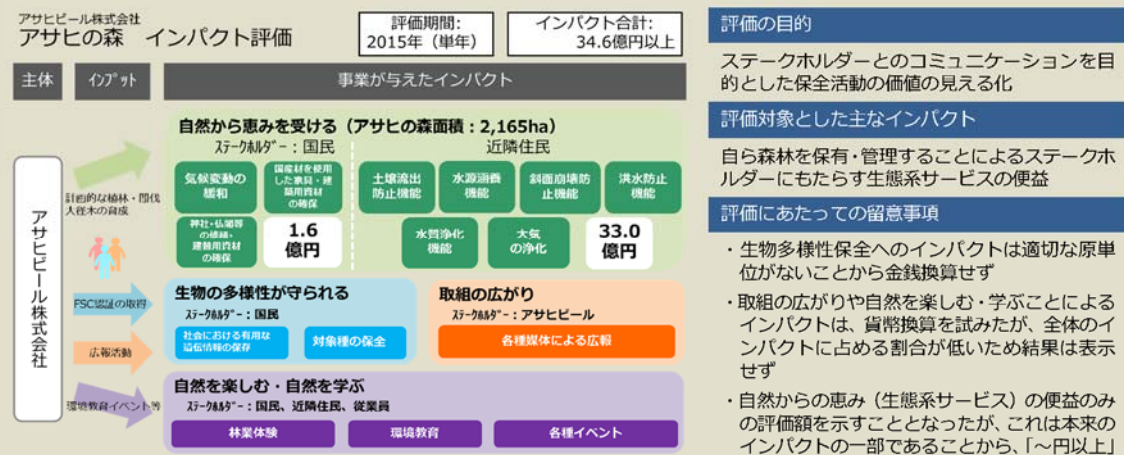 アサヒビール株式会社
アサヒの森 インパクト評価
評価期間:
2015年（単年）
インパクト合計:
34.6億円以上
主体
インプット
事業が与えたインパクト
アサヒビール株式会社
計画的な植林・間伐
大径木の育成
FSC認証の取得
広報活動
環境教育イベント等
自然から恵みを受ける（アサヒの森面積：2,165ha）
ステークホルダー：国民
近隣住民
気候変動の
緩和
国産材を使用
した家具・建
築用資材
の確保
土壌流出
防止機能
水源涵養
機能
斜面崩壊防
止機能
洪水防止
機能
神社・仏閣等
の修繕・
建替用資材
の確保
1.6
億円
水質浄化
機能
大気
の浄化
33.0
億円
生物の多様性が守られる
ステークホルダー：国民
社会における有用な
遺伝情報の保存
対象種の保全
取組の広がり
ステークホルダー：アサヒビール
各種媒体による広報
自然を楽しむ・自然を学ぶ
ステークホルダー：国民、近隣住民、従業員
林業体験
環境教育
各種イベント
評価の目的
ステークホルダーとのコミュニケーションを目
的とした保全活動の価値の見える化
評価対象とした主なインパクト
自ら森林を保有・管理することによるステークホ
ルダーにもたらす生態系サービスの便益
評価にあたっての留意事項
・生物多様性保全へのインパクトは適切な原単
位がないことから金銭換算せず
・取組の広がりや自然を楽しむ・学ぶことによる
インパクトは、貨幣換算を試みたが、全体のイ
ンパクトに占める割合が低いため結果は表示
せず
・自然からの恵み（生態系サービス）の便益のみ
の評価額を示すこととなったが、これは本来の
インパクトの一部であることから、「～円以上」